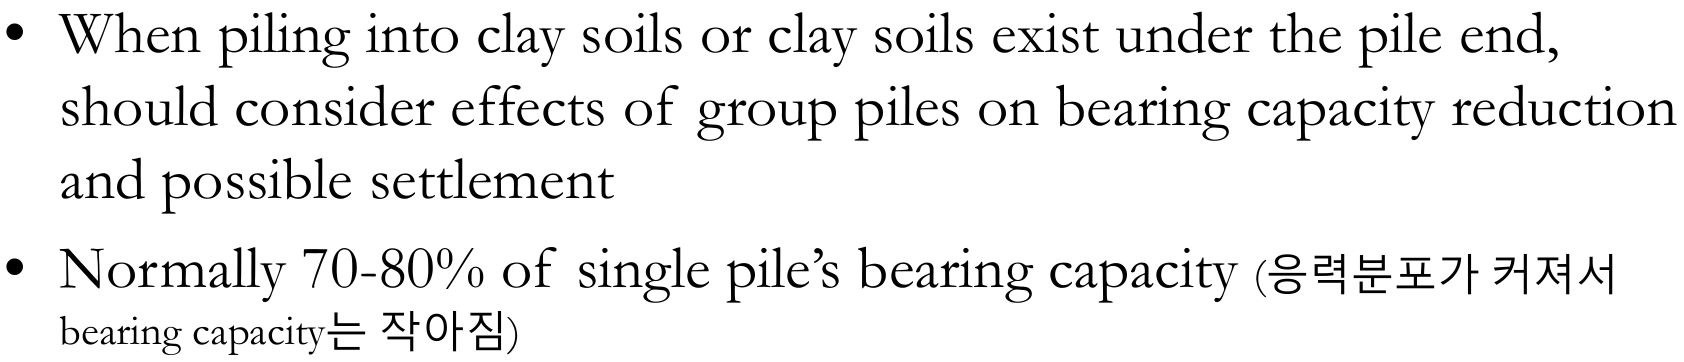 • When piling into clay soils or clay soils exist under the pile end,
should consider effects of group piles on bearing capacity reduction
and possible settlement
• Normally 70-80% of single pile’s bearing capacity (응력분포가 커져서
bearing capacity는 작아짐)